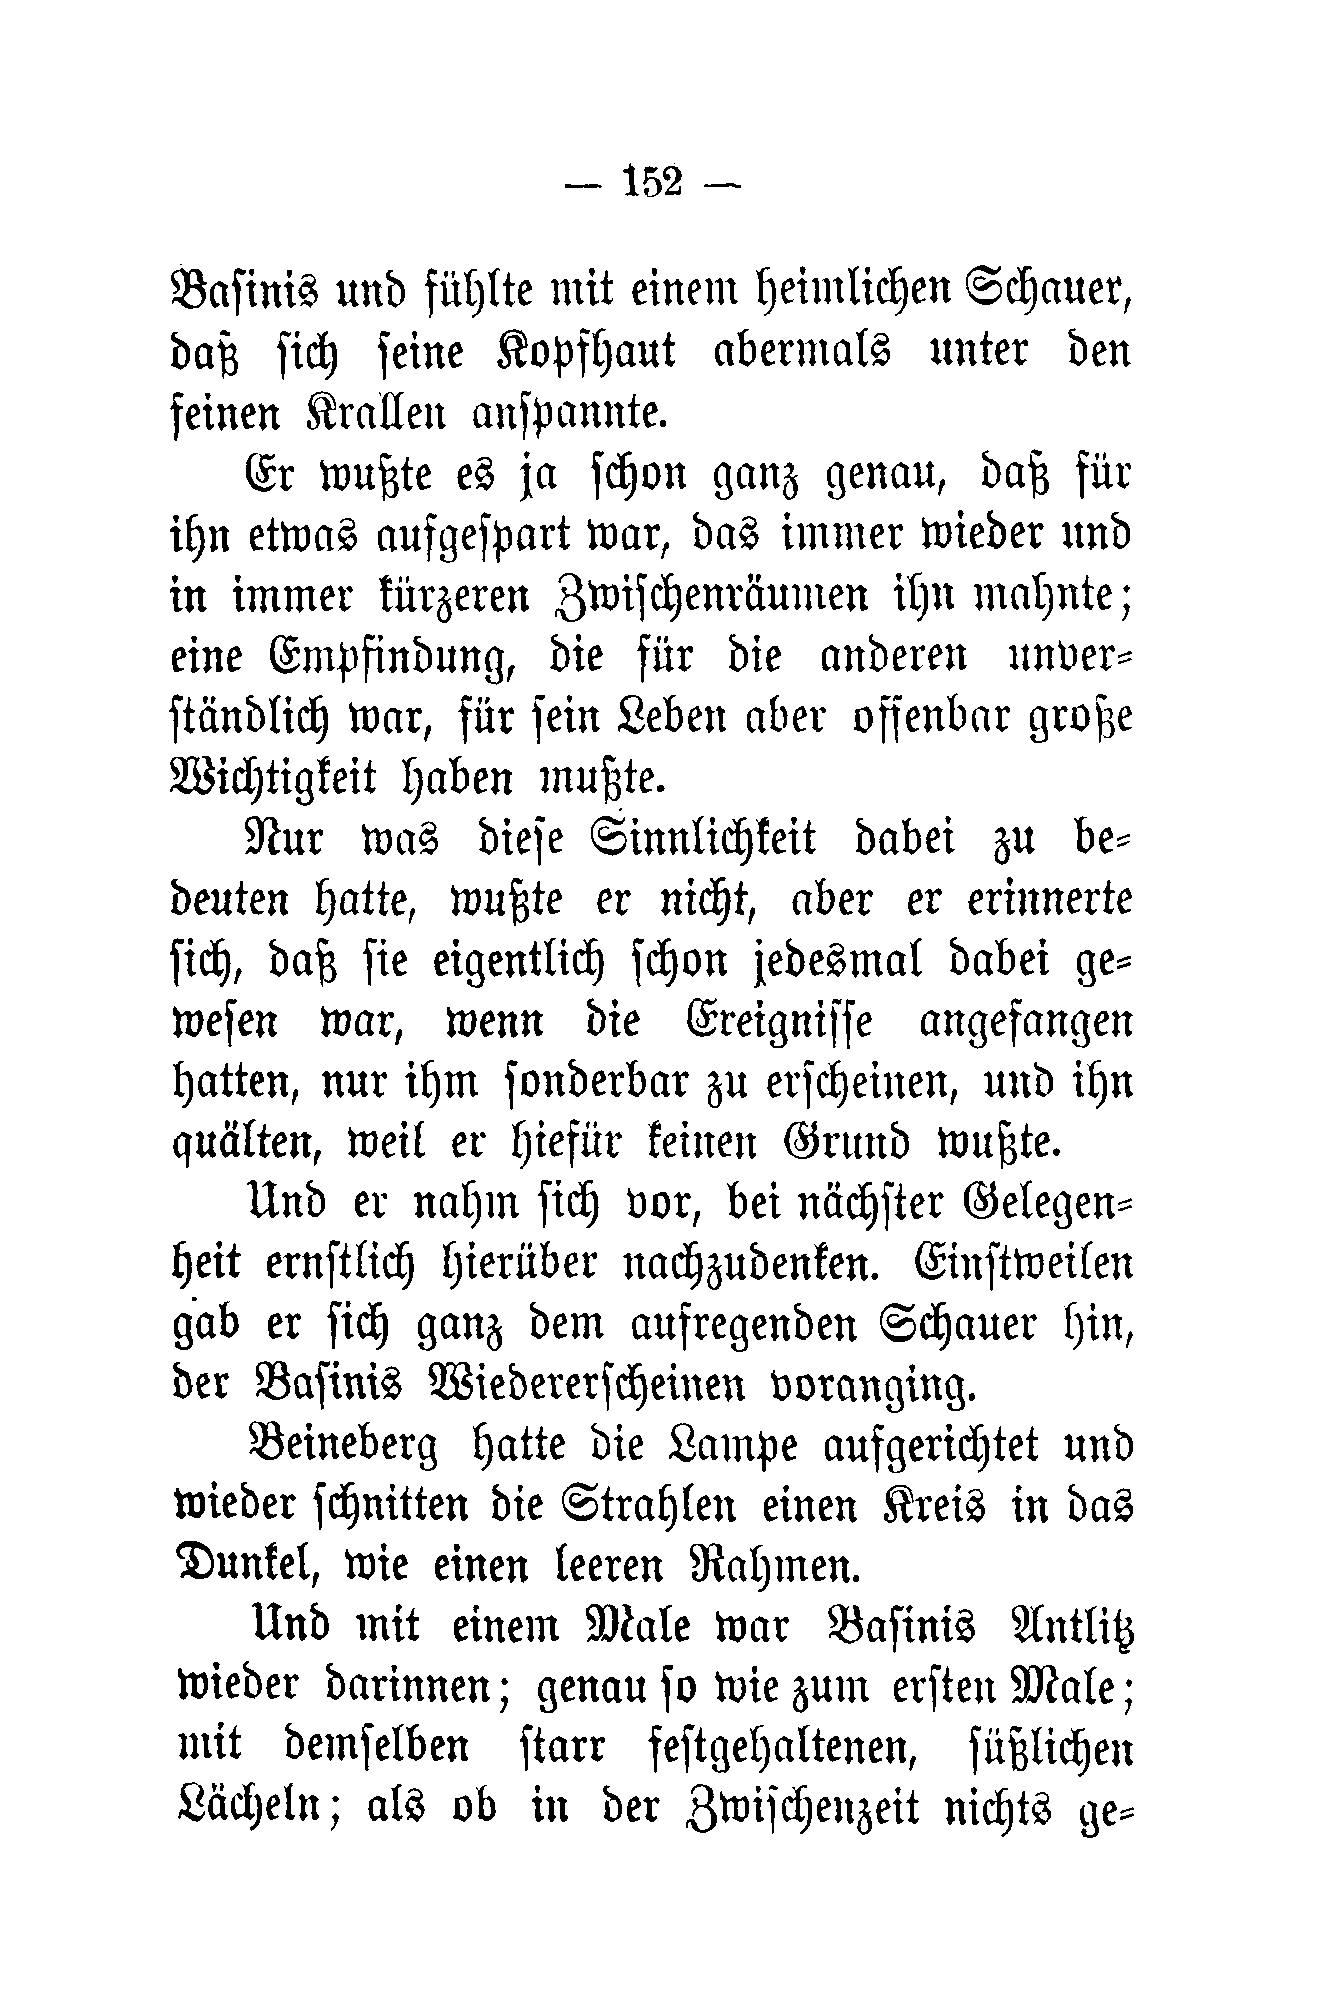 — 152 —
Basinis und fühlte mit einem heimlichen Schauer,
daß sich seine Kopfhaut abermals unter den
feinen Krallen anspannte.
Er wußte es ja schon ganz genau, daß für
ihn etwas aufgespart war, das immer wieder und
in immer kürzeren Zwischenräumen ihn mahnte;
eine Empfindung, die für die anderen unver-
ständlich war, für sein Leben aber offenbar große
Wichtigkeit haben mußte.
Nur was diese Sinnlichkeit dabei zu be-
deuten hatte, wußte er nicht, aber er erinnerte
sich, daß sie eigentlich schon jedesmal dabei ge-
wesen war, wenn die Ereignisse angefangen
hatten, nur ihm sonderbar zu erscheinen, und ihn
quälten, weil er hiefür keinen Grund wußte.
Und er nahm sich vor, bei nächster Gelegen-
heit ernstlich hierüber nachzudenken. Einstweilen
gab er sich ganz dem aufregenden Schauer hin,
der Basinis Wiedererscheinen voranging.
Beineberg hatte die Lampe aufgerichtet und
wieder schnitten die Strahlen einen Kreis in das
Dunkel, wie einen leeren Rahmen.
Und mit einem Male war Basinis Antlitz
wieder darinnen; genau so wie zum ersten Male;
mit demselben starr festgehaltenen, süßlichen
Lächeln; als ob in der Zwischenzeit nichts ge-